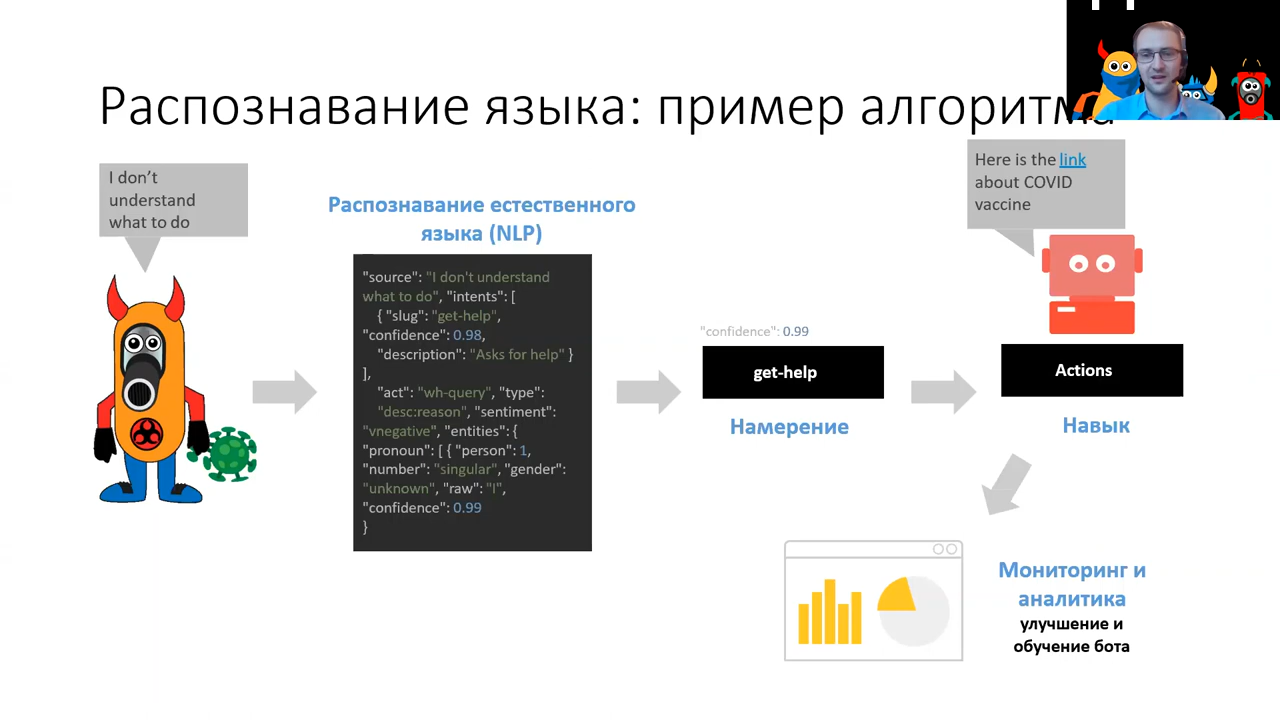 Распознавание языка: пример алгоритма
I don't
understand
what to do
Распознавание естественного
языка (NLP)
"source": "I don't understand
what to do", "intents": [
{ "slug": "get-help",
"confidence": 0.98,
"description": "Asks for help" }
],
"act": "wh-query", "type":
"desc:reason", "sentiment":
"vnegative", "entities": {
"pronoun": [ { "person": 1,
"number": "singular", "gender":
"unknown", "raw": "I",
"confidence": 0.99
}
"confidence": 0.99
get-help
Намерение
Here is the link
about COVID
vaccine
Actions
Навык
Мониторинг и
аналитика
улучшение и
обучение бота